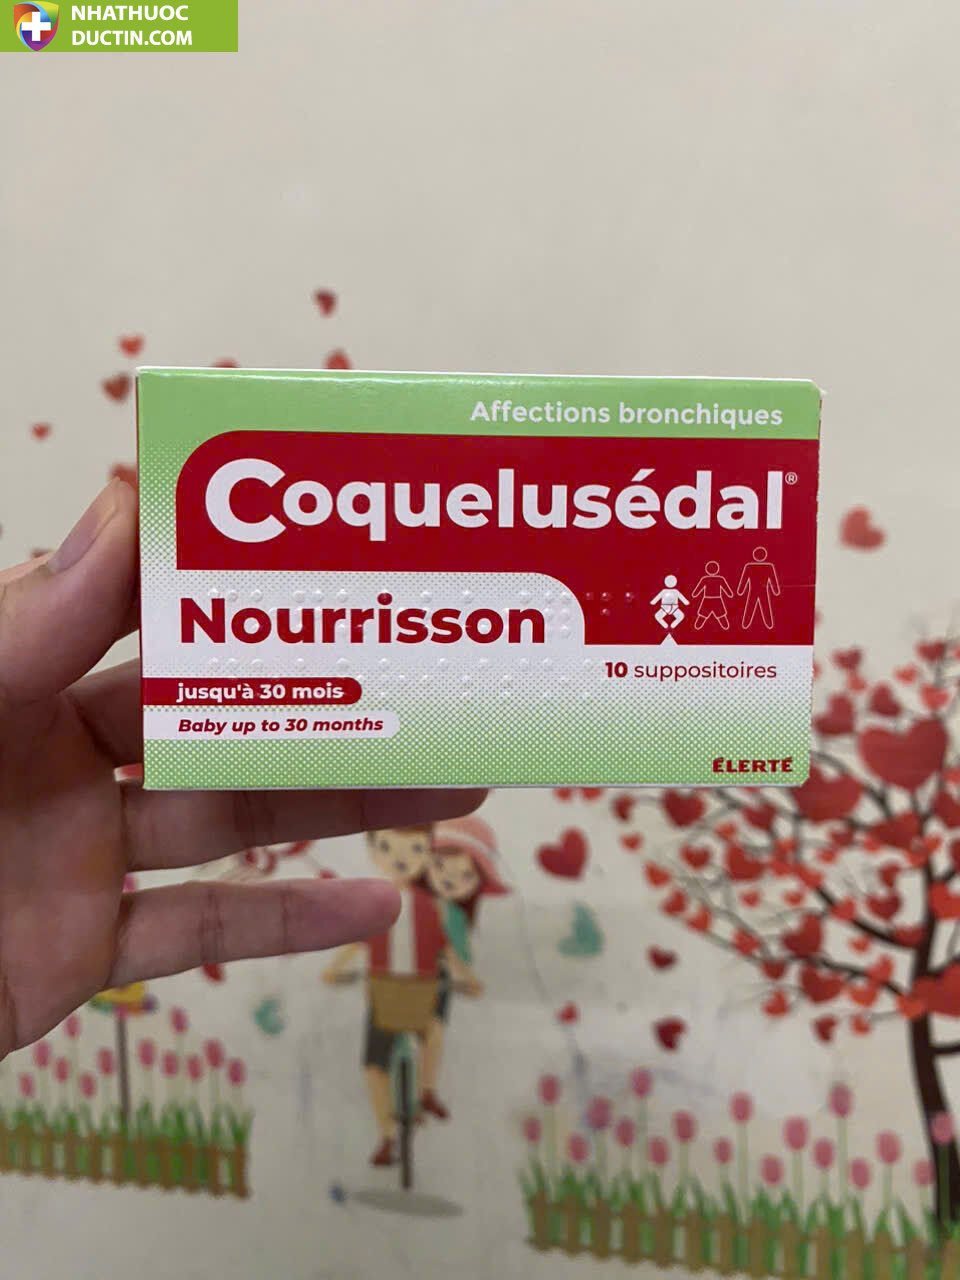 NHATHUOC
DUCTIN.COM
Affections bronchiques
Coquelusédal®
Nourrisson
10 suppositoires
jusqu'à 30 mois
Baby up to 30 months
ÉLERTÉ